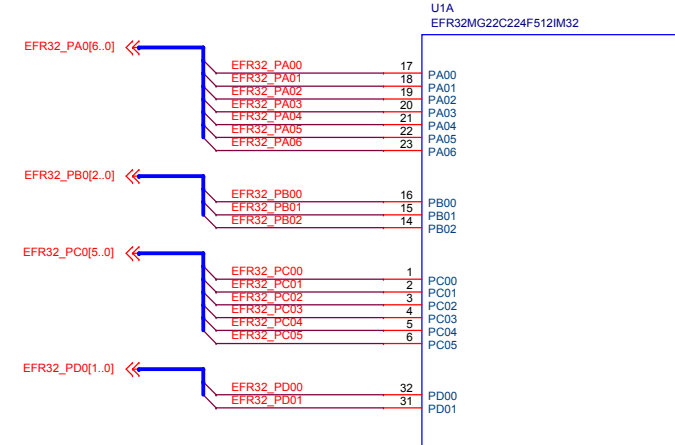 U1A
EFR32MG22C224F512IM32
EFR32_PA0[6..0]
EFR32_PA00 17 PA00
EFR32_PA01 18 PA01
EFR32_PA02 19 PA02
EFR32_PA03 20 PA03
EFR32_PA04 21 PA04
EFR32_PA05 22 PA05
EFR32_PA06 23 PA06
EFR32_PB0[2..0]
EFR32_PB00 16 PB00
EFR32_PB01 15 PB01
EFR32_PB02 14 PB02
EFR32_PC0[5..0]
EFR32_PC00 1 PC00
EFR32_PC01 2 PC01
EFR32_PC02 3 PC02
EFR32_PC03 4 PC03
EFR32_PC04 5 PC04
EFR32_PC05 6 PC05
EFR32_PD0[1..0]
EFR32_PD00 32 PD00
EFR32_PD01 31 PD01